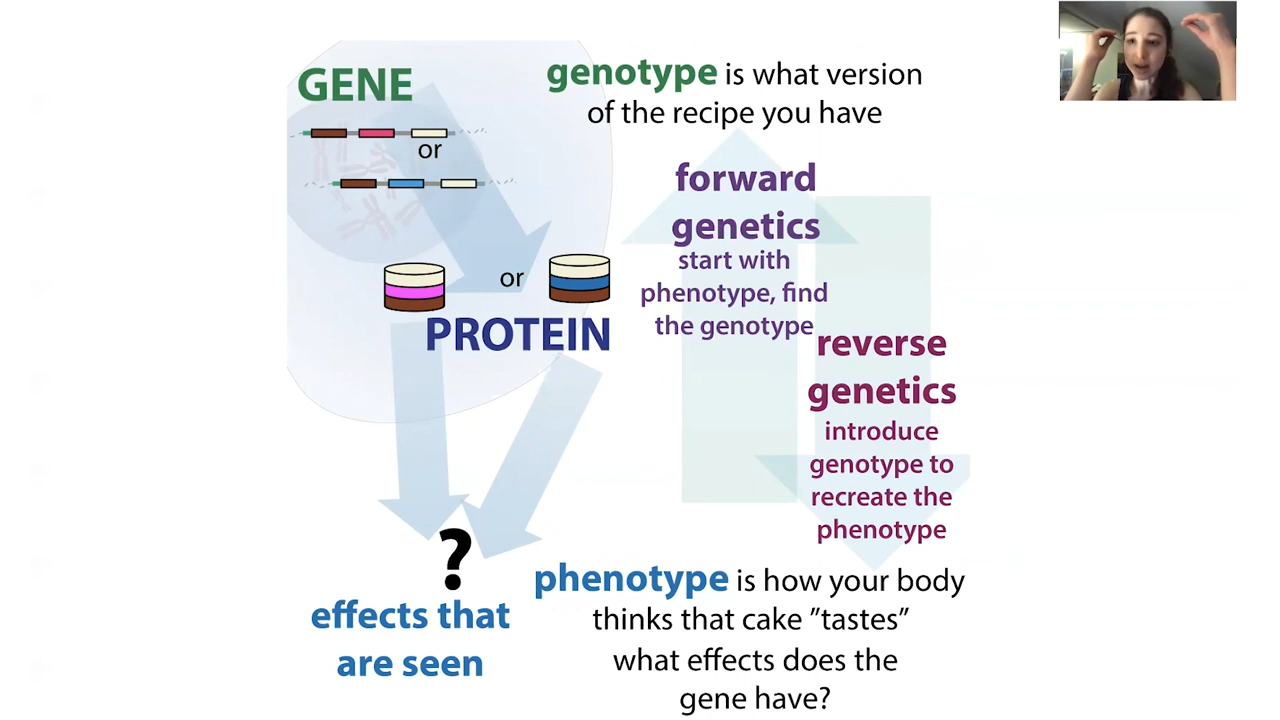 GENE
or
or
PROTEIN
?
effects that
are seen
genotype is what version
of the recipe you have
forward
genetics
start with
phenotype, find
the genotype
reverse
genetics
introduce
genotype to
recreate the
phenotype
phenotype is how your body
thinks that cake ”tastes”
what effects does the
gene have?